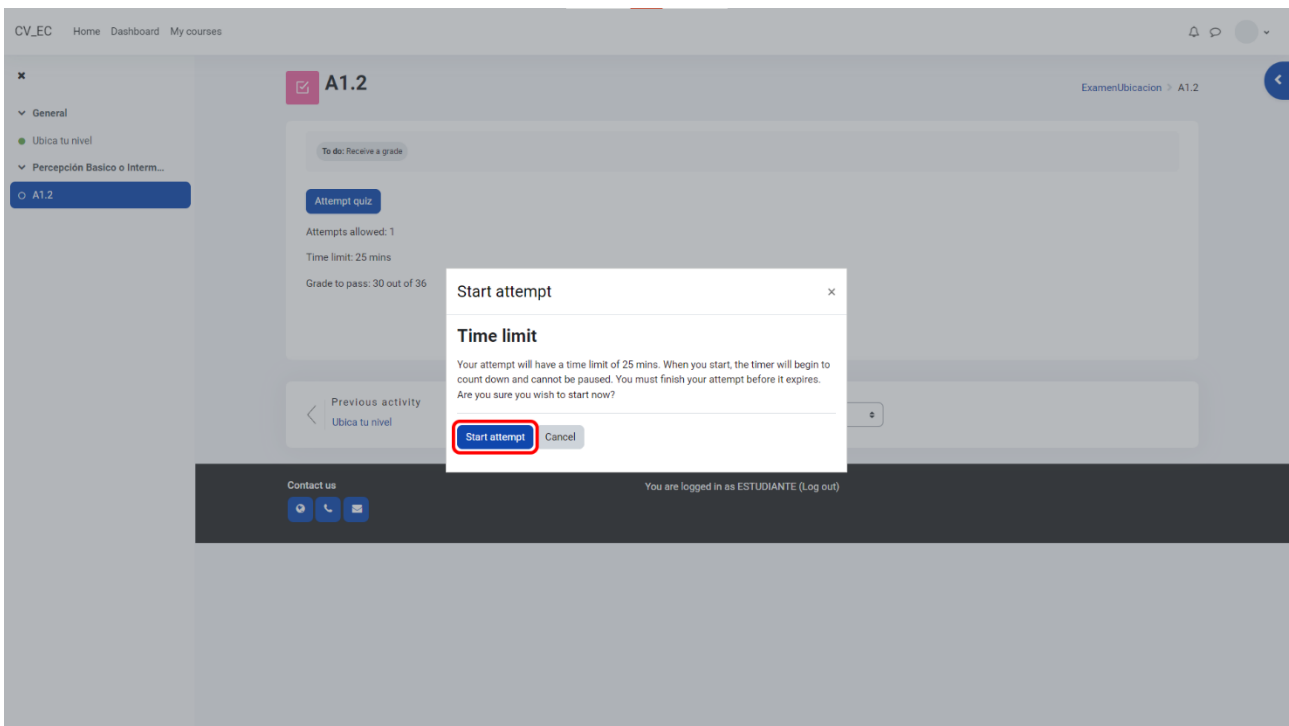 CV_EC Home Dashboard My courses
General
Ubica tu nivel
Percepción Basico o Interm...
A1.2
A1.2
ExamenUbicacion > A1.2
To do: Receive a grade
Attempt quiz
Attempts allowed: 1
Time limit: 25 mins
Grade to pass: 30 out of 36
Start attempt ×
Time limit
Your attempt will have a time limit of 25 mins. When you start, the timer will begin to
count down and cannot be paused. You must finish your attempt before it expires.
Are you sure you wish to start now?
Start attempt Cancel
Previous activity
Ubica tu nivel
Contact us
You are logged in as ESTUDIANTE (Log out)